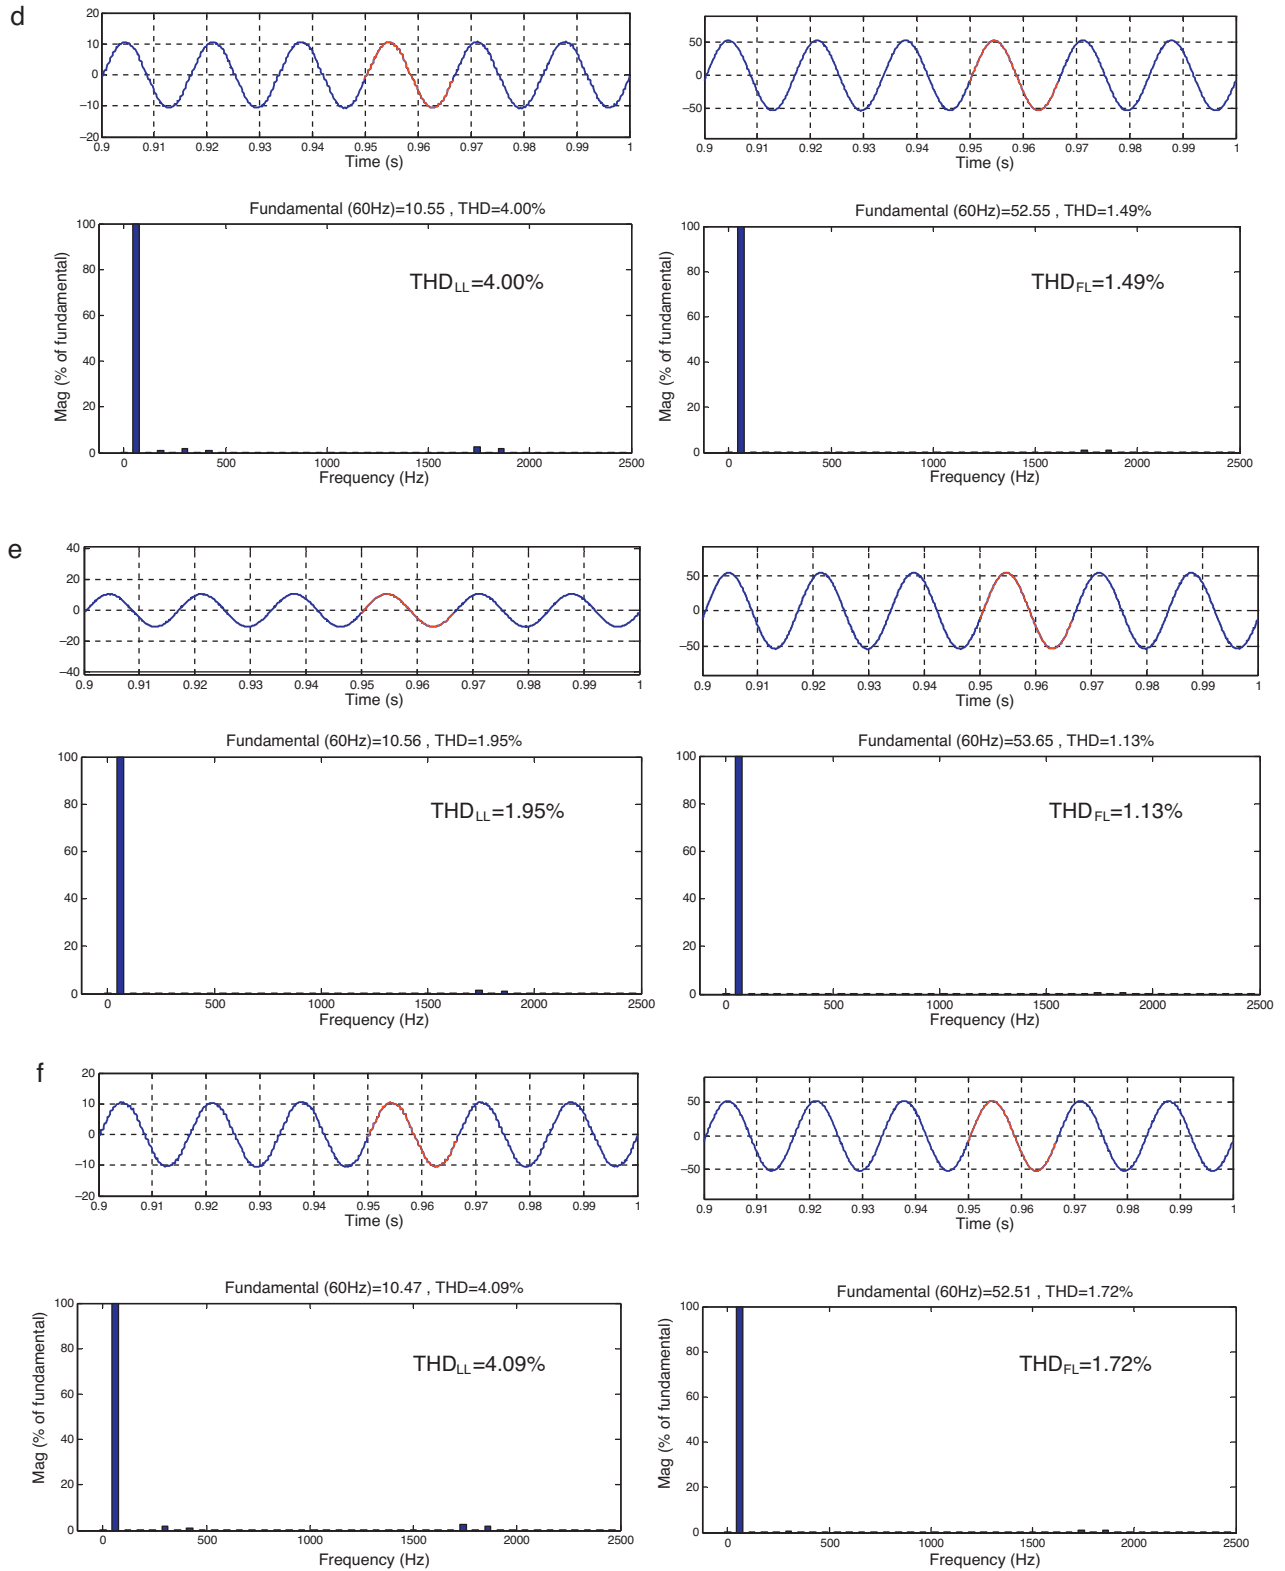 d
20
10
0
−10
−20
0.9 0.91 0.92 0.93 0.94 0.95 0.96 0.97 0.98 0.99 1
Time (s)
50
0
−50
0.9 0.91 0.92 0.93 0.94 0.95 0.96 0.97 0.98 0.99 1
Time (s)
Fundamental (60Hz)=10.55 , THD=4.00%
Mag (% of fundamental)
100
80
60
40
20
0
THDLL=4.00%
0 500 1000 1500 2000 2500
Frequency (Hz)
Fundamental (60Hz)=52.55 , THD=1.49%
Mag (% of fundamental)
100
80
60
40
20
0
THDFL=1.49%
0 500 1000 1500 2000 2500
Frequency (Hz)
e
40
20
0
−20
−40
0.9 0.91 0.92 0.93 0.94 0.95 0.96 0.97 0.98 0.99 1
Time (s)
50
0
−50
0.9 0.91 0.92 0.93 0.94 0.95 0.96 0.97 0.98 0.99 1
Time (s)
Fundamental (60Hz)=10.56 , THD=1.95%
Mag (% of fundamental)
100
80
60
40
20
0
THDLL=1.95%
0 500 1000 1500 2000 2500
Frequency (Hz)
Fundamental (60Hz)=53.65 , THD=1.13%
Mag (% of fundamental)
100
80
60
40
20
0
THDFL=1.13%
0 500 1000 1500 2000 2500
Frequency (Hz)
f
20
10
0
−10
−20
0.9 0.91 0.92 0.93 0.94 0.95 0.96 0.97 0.98 0.99 1
Time (s)
50
0
−50
0.9 0.91 0.92 0.93 0.94 0.95 0.96 0.97 0.98 0.99 1
Time (s)
Fundamental (60Hz)=10.47 , THD=4.09%
Mag (% of fundamental)
100
80
60
40
20
0
THDLL=4.09%
0 500 1000 1500 2000 2500
Frequency (Hz)
Fundamental (60Hz)=52.51 , THD=1.72%
Mag (% of fundamental)
100
80
60
40
20
0
THDFL=1.72%
0 500 1000 1500 2000 2500
Frequency (Hz)